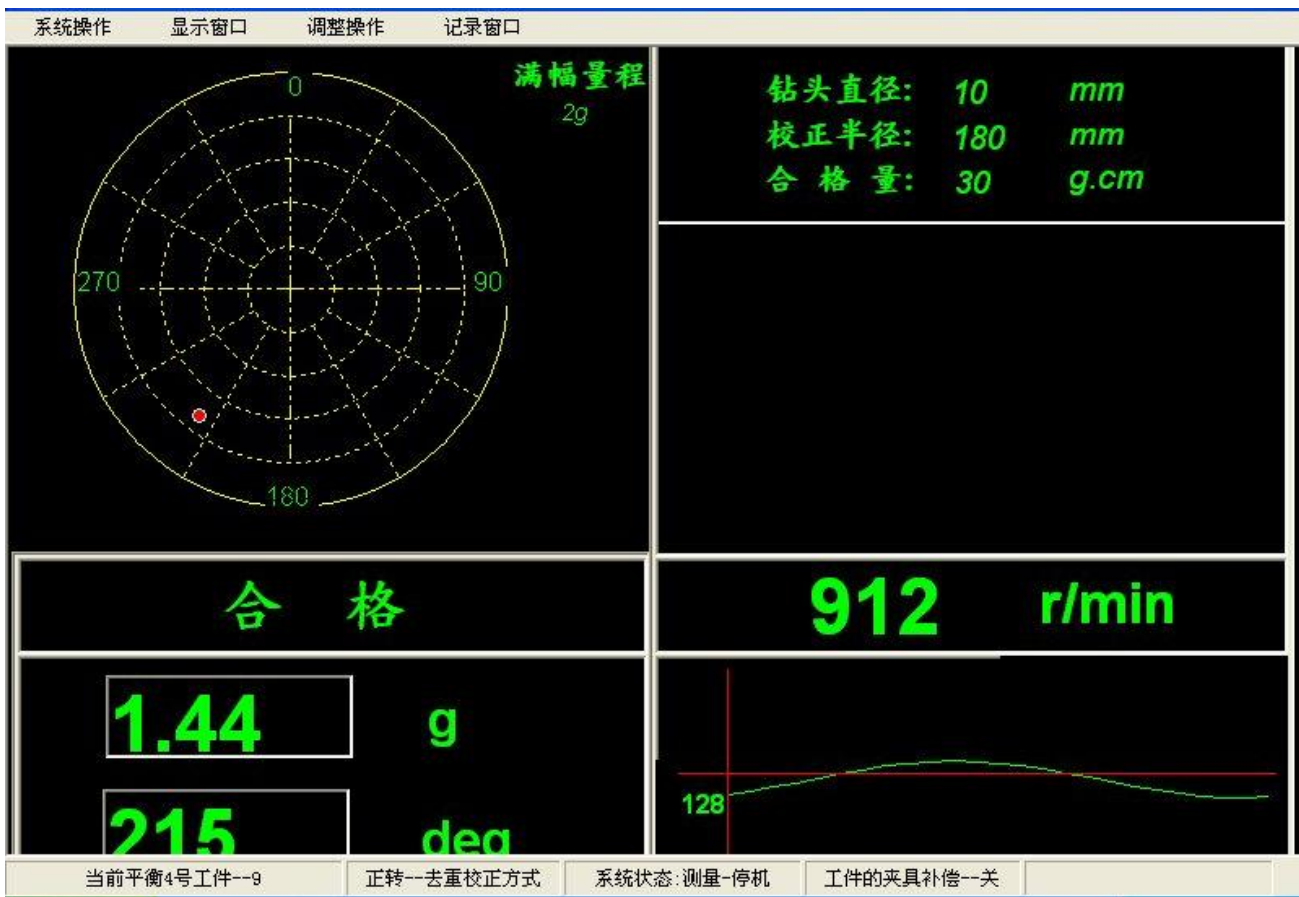 系统操作 显示窗口 调整操作 记录窗口
满幅量程
2g
0
270
90
180
钻头直径: 10 mm
校正半径: 180 mm
合格量: 30 g.cm
合格
912 r/min
1.44 g
215 deg
128
当前平衡4号工件--9 正转--去重校正方式 系统状态:测量-停机 工件的夹具补偿--关